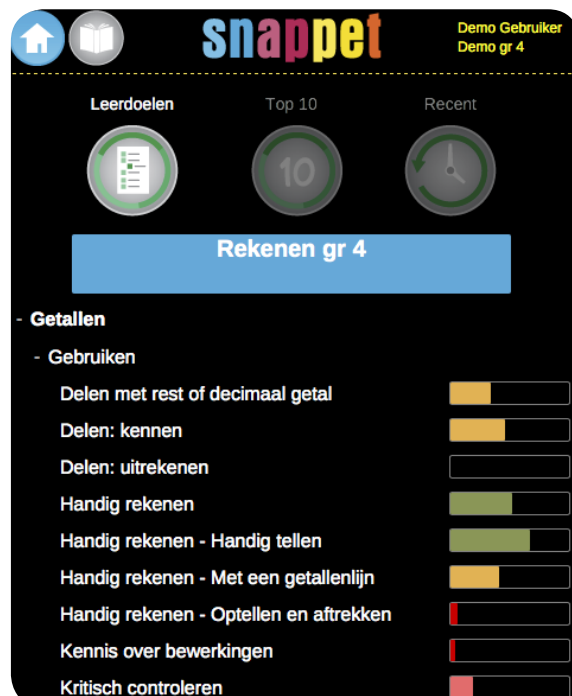 snappet
Demo Gebruiker
Demo gr 4
Leerdoelen
Top 10
Recent
10
Rekenen gr 4
- Getallen
- Gebruiken
Delen met rest of decimaal getal
Delen: kennen
Delen: uitrekenen
Handig rekenen
Handig rekenen - Handig tellen
Handig rekenen - Met een getallenlijn
Handig rekenen - Optellen en aftrekken
Kennis over bewerkingen
Kritisch controleren